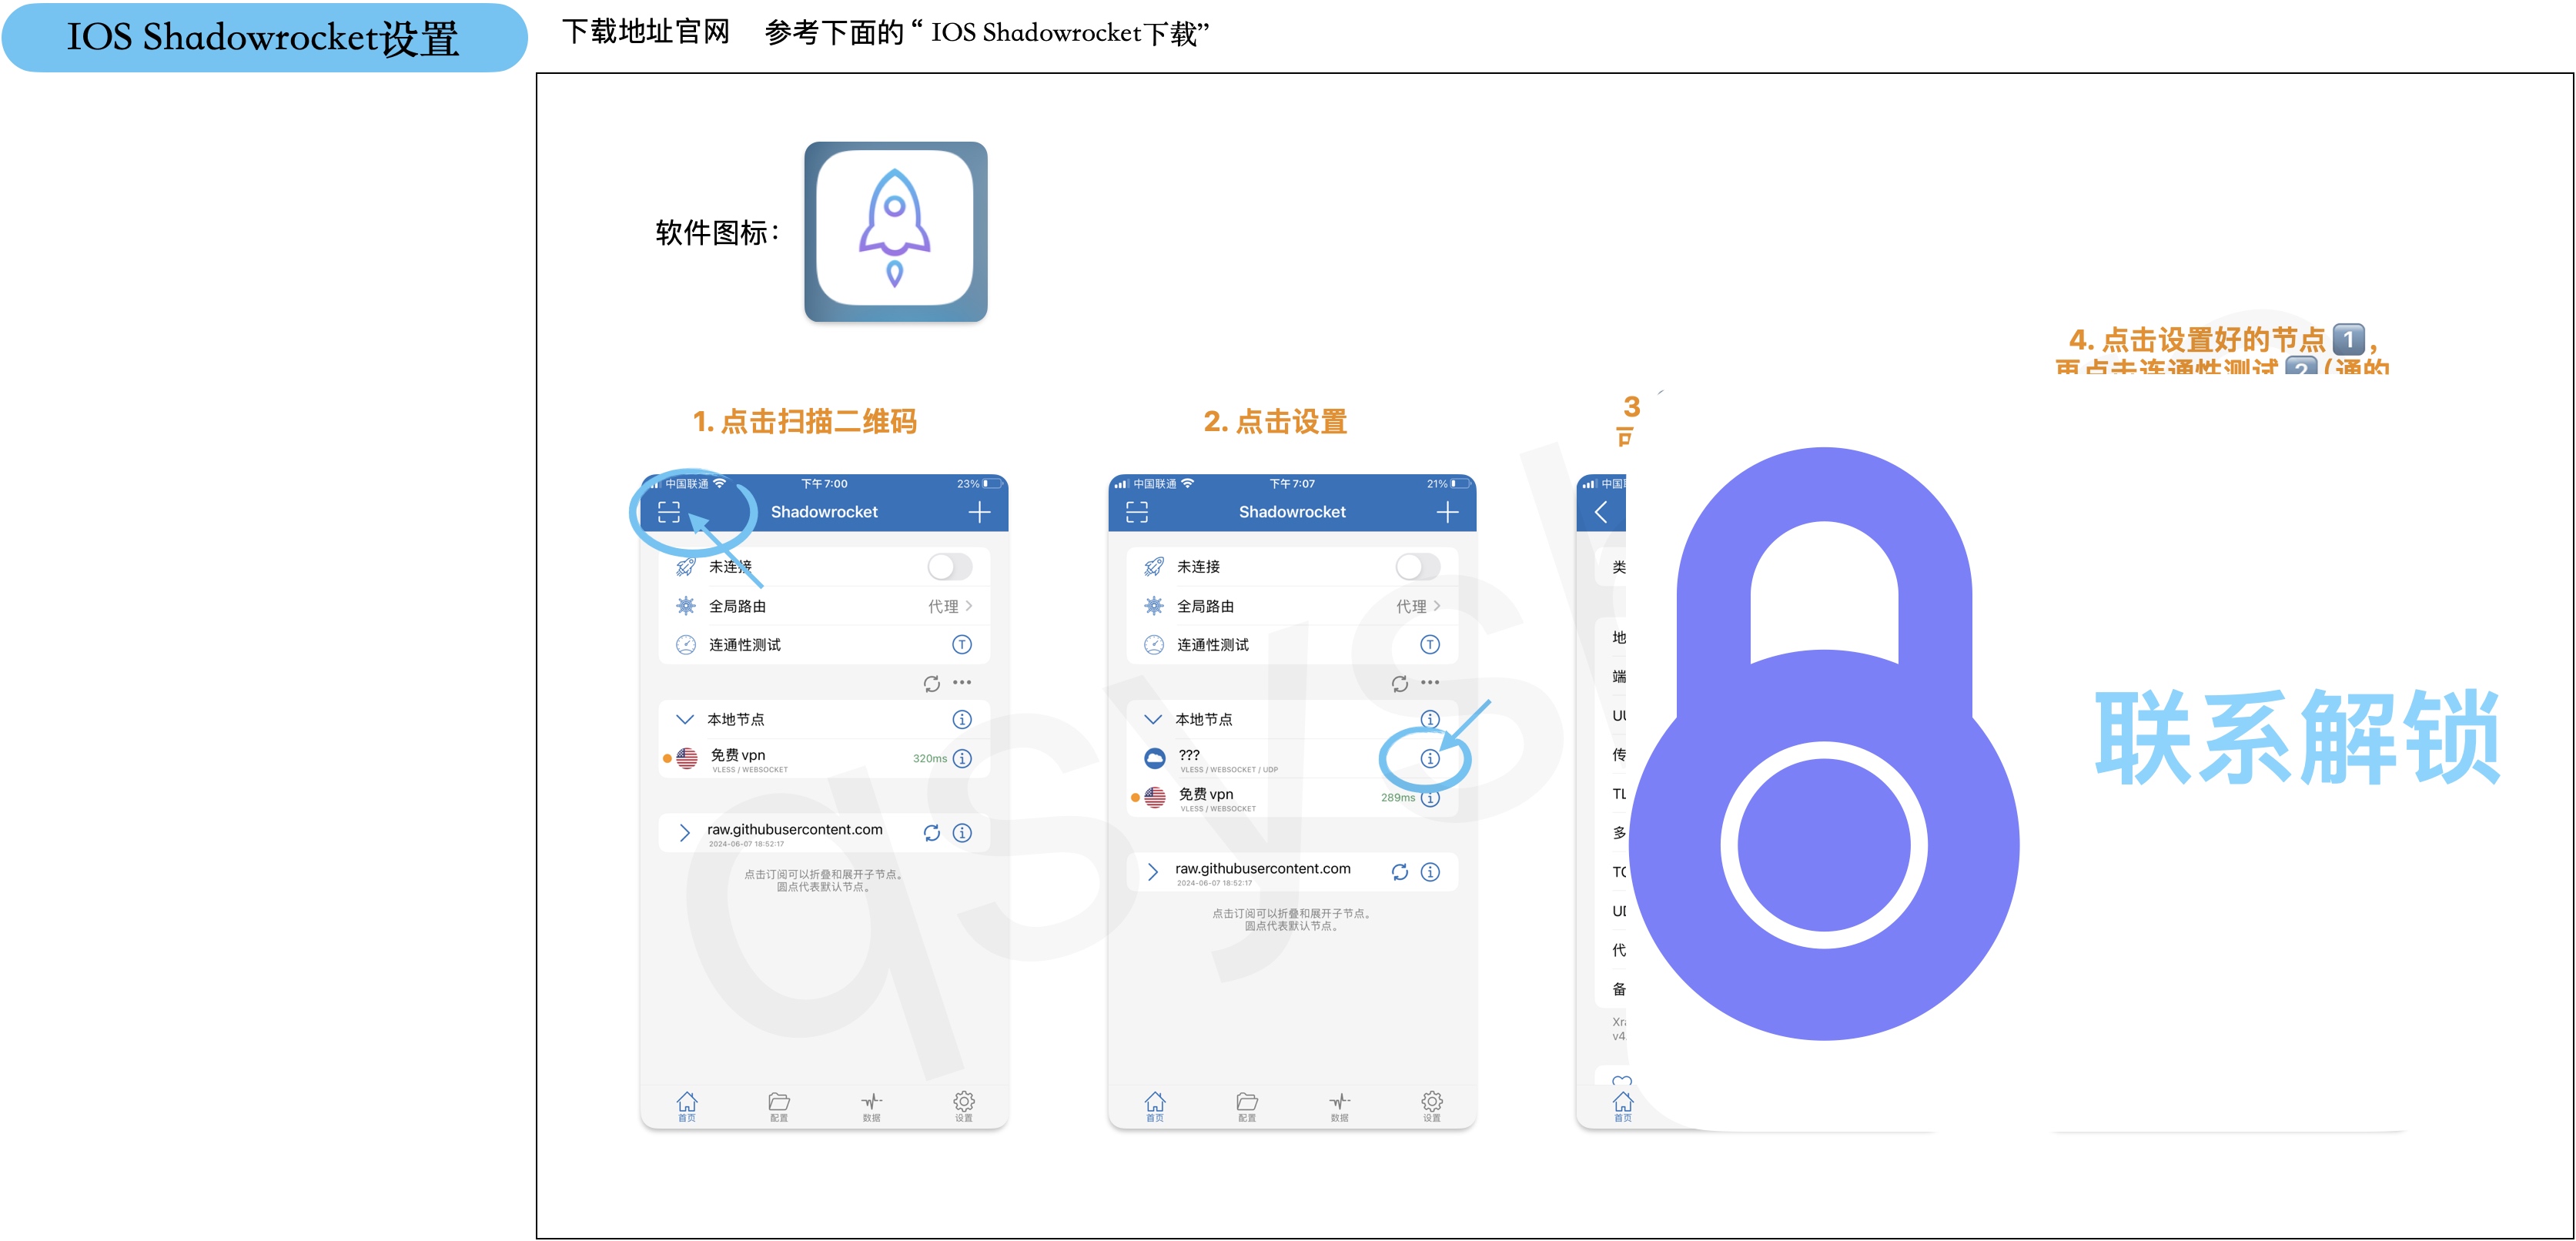 IOS Shadowrocket设置
下载地址官网 参考下面的 “ IOS Shadowrocket下载”
软件图标：
1. 点击扫描二维码
中国联通 下午7:00 23%
Shadowrocket
未连接
全局路由 代理
连通性测试 T
本地节点
免费 vpn 320ms
VLESS / WEBSOCKET
raw.githubusercontent.com
2024-06-07 18:52:17
点击订阅可以折叠和展开子节点。
圆点代表默认节点。
首页 配置 数据 设置
2. 点击设置
中国联通 下午7:07 21%
Shadowrocket
未连接
全局路由 代理
连通性测试 T
本地节点
???
VLESS / WEBSOCKET / UDP
免费 vpn 289ms
VLESS / WEBSOCKET
raw.githubusercontent.com
2024-06-07 18:52:17
点击订阅可以折叠和展开子节点。
圆点代表默认节点。
首页 配置 数据 设置
3
中国
类
地
端
传
多
代
备
v4
首页
4. 点击设置好的节点 1，
再点击连通性测试 2 (通的
联系解锁
qsys